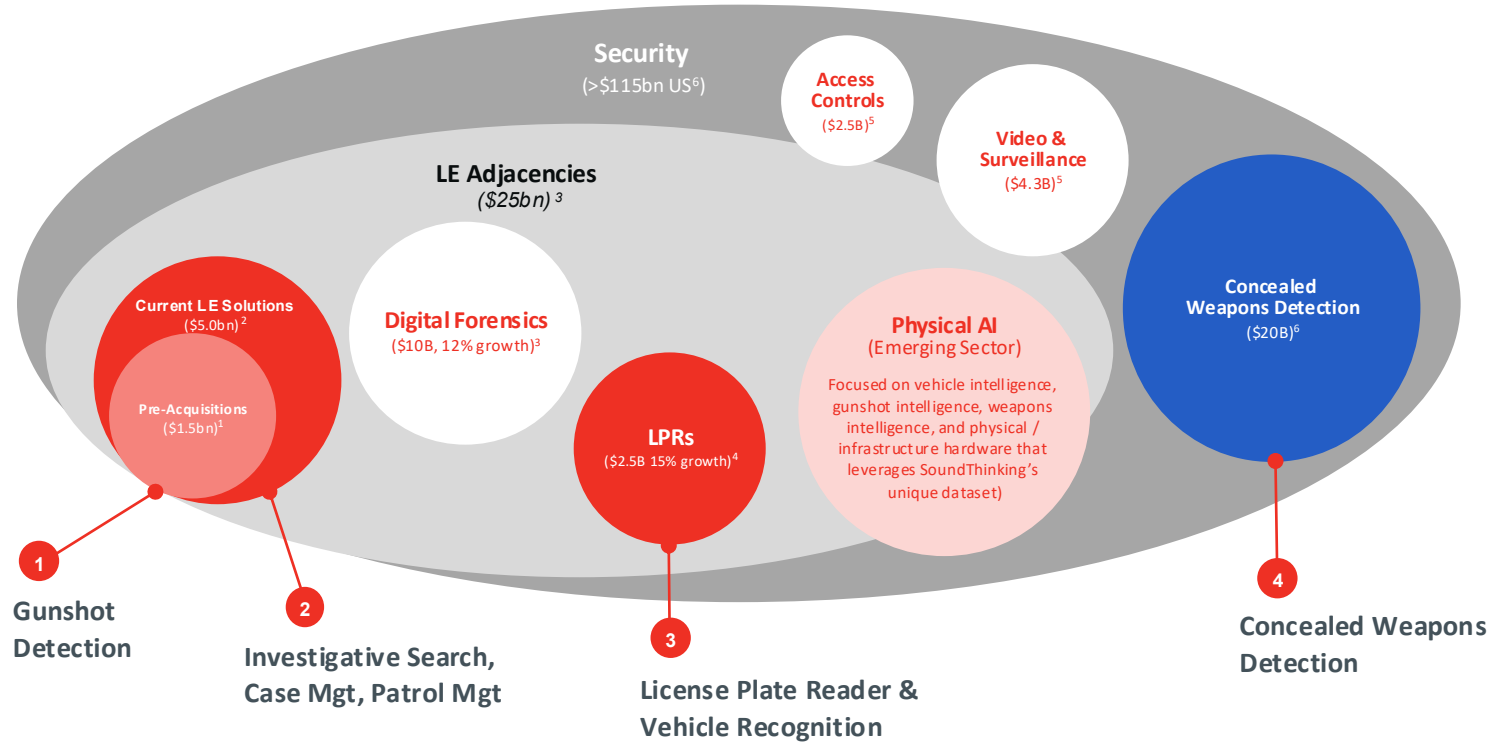 Security
(>$115bn US⁶)
Access
Controls
($2.5B)⁵
Video &
Surveillance
($4.3B)⁵
LE Adjacencies
($25bn) ³
Concealed
Weapons Detection
($20B)⁶
Current LE Solutions
($5.0bn) ²
Pre-Acquisitions
($1.5bn)¹
Digital Forensics
($10B, 12% growth)³
LPRs
($2.5B 15% growth)⁴
Physical AI
(Emerging Sector)
Focused on vehicle intelligence,
gunshot intelligence, weapons
intelligence, and physical /
infrastructure hardware that
leverages SoundThinking’s
unique dataset)
1
Gunshot
Detection
2
Investigative Search,
Case Mgt, Patrol Mgt
3
License Plate Reader &
Vehicle Recognition
4
Concealed Weapons
Detection